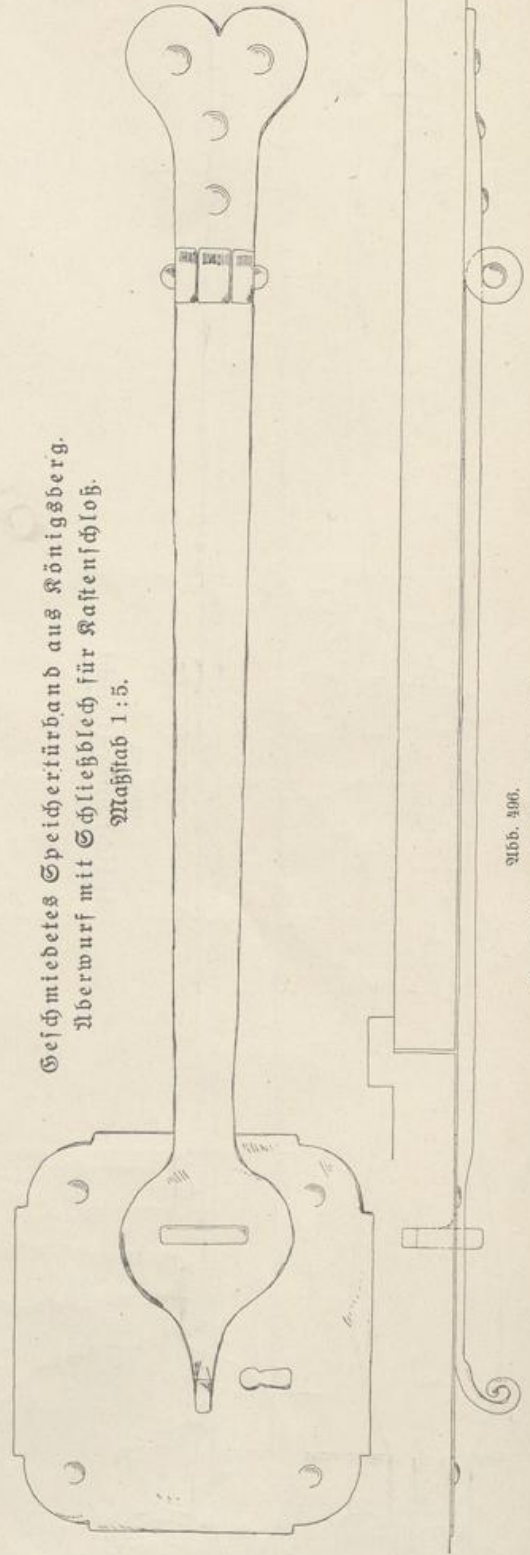 Geschmiedetes Speichertürband aus Königsberg.
Überwurf mit Schließblech für Kastenschloß.
Maßstab 1:5.
Abb. 496.